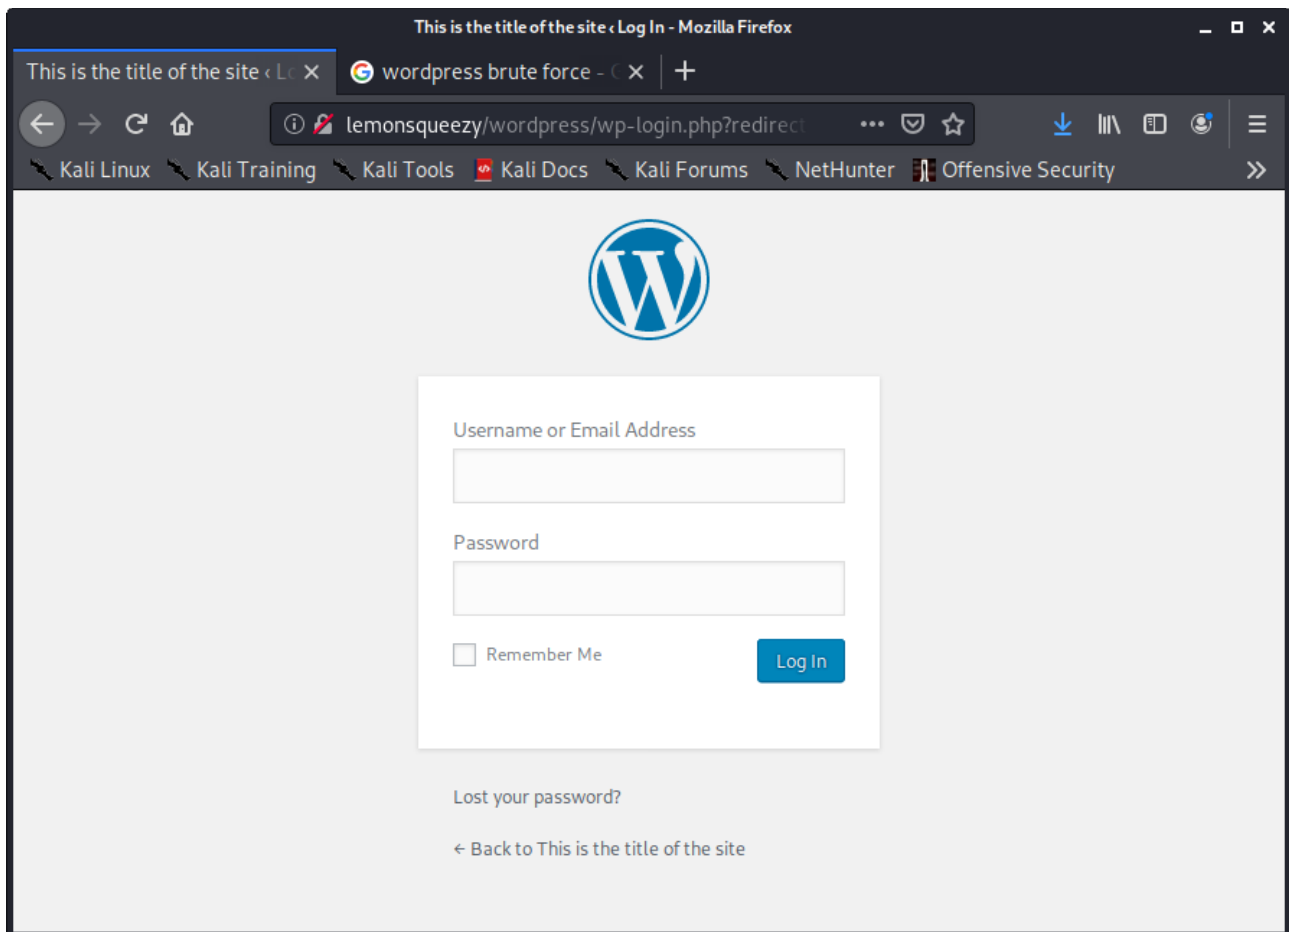 This is the title of the site ‹ Log In - Mozilla Firefox
This is the title of the site ‹ Lo
wordpress brute force - G
lemonsqueezy/wordpress/wp-login.php?redirect
Kali Linux Kali Training Kali Tools Kali Docs Kali Forums NetHunter Offensive Security
Username or Email Address
Password
Remember Me
Log In
Lost your password?
← Back to This is the title of the site